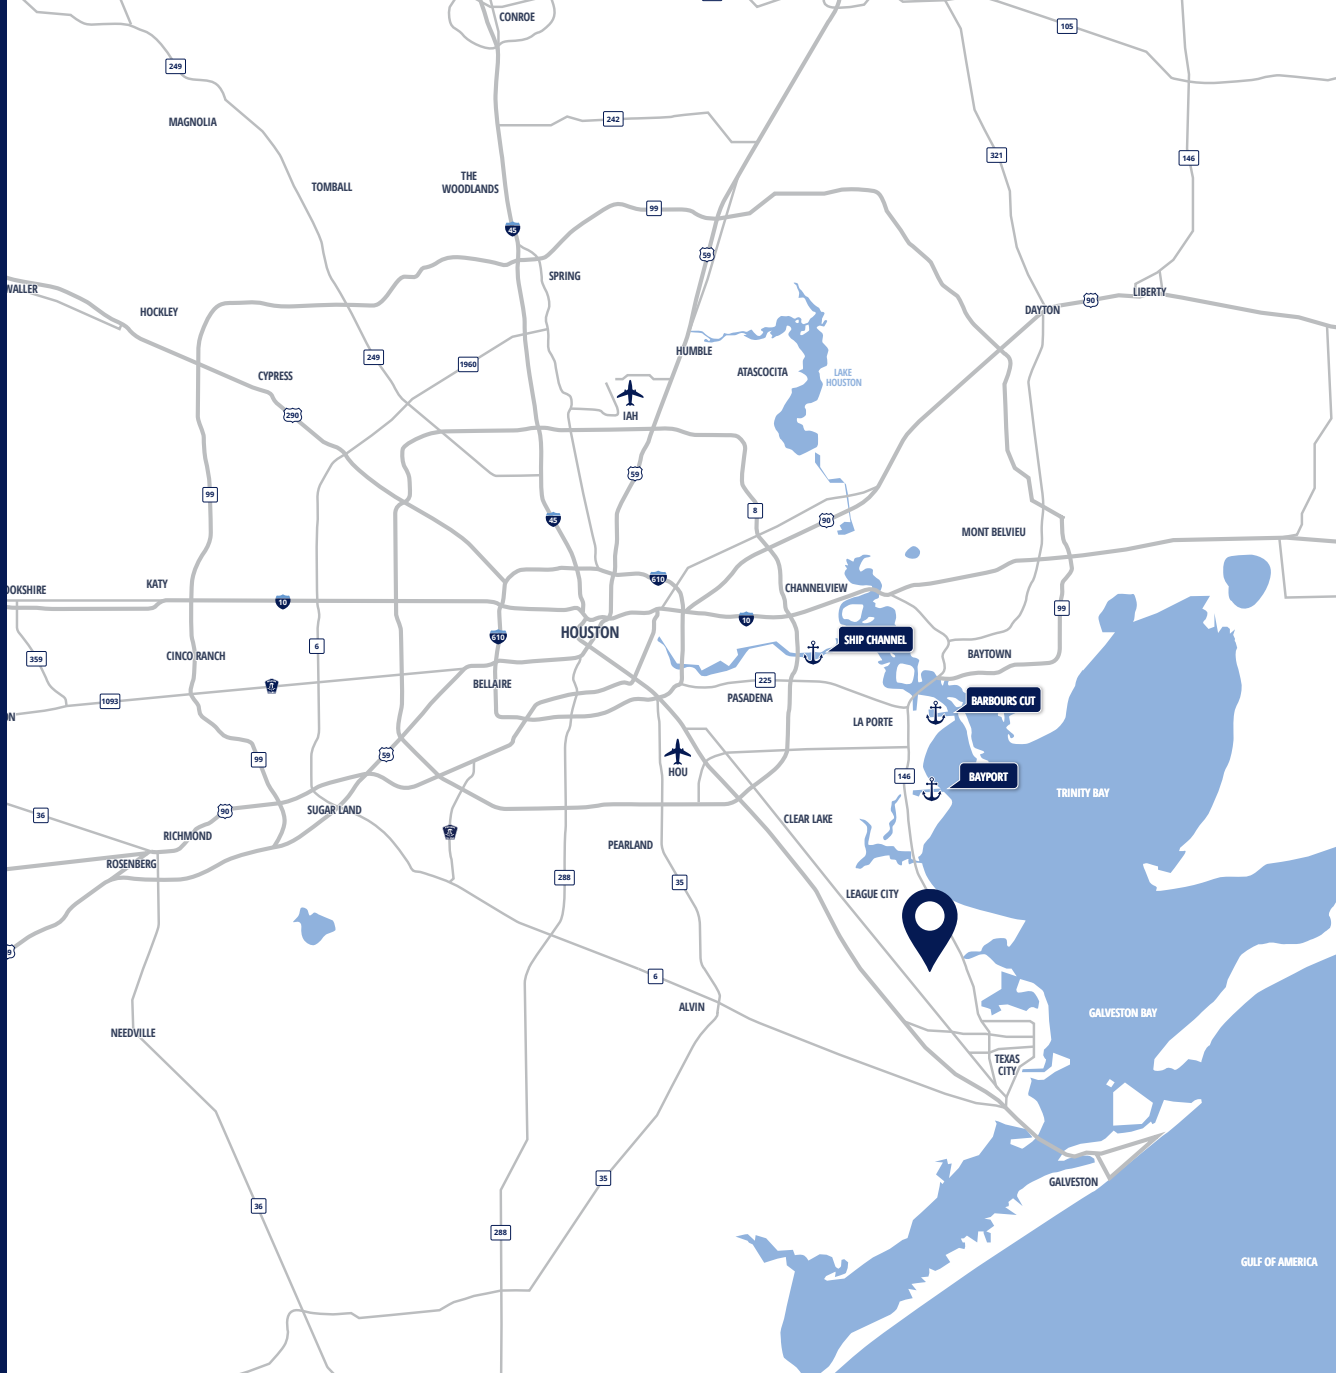 CONROE
105
249
242
MAGNOLIA
321
146
THE
WOODLANDS
TOMBALL
99
45
59
SPRING
WALLER
LIBERTY
90
HOCKLEY
DAYTON
HUMBLE
249
1960
ATASCOCITA
LAKE
HOUSTON
CYPRESS
290
IAH
59
99
8
45
90
MONT BELVIEU
610
KATY
OOKSHIRE
CHANNELVIEW
10
99
10
HOUSTON
610
SHIP CHANNEL
6
359
CINCO RANCH
BAYTOWN
225
BELLAIRE
PASADENA
1093
BARBOURS CUT
ON
LA PORTE
59
99
HOU
146
BAYPORT
TRINITY BAY
90
SUGAR LAND
36
CLEAR LAKE
RICHMOND
PEARLAND
ROSENBERG
288
35
LEAGUE CITY
9
6
ALVIN
GALVESTON BAY
NEEDVILLE
TEXAS
CITY
35
GALVESTON
36
288
GULF OF AMERICA